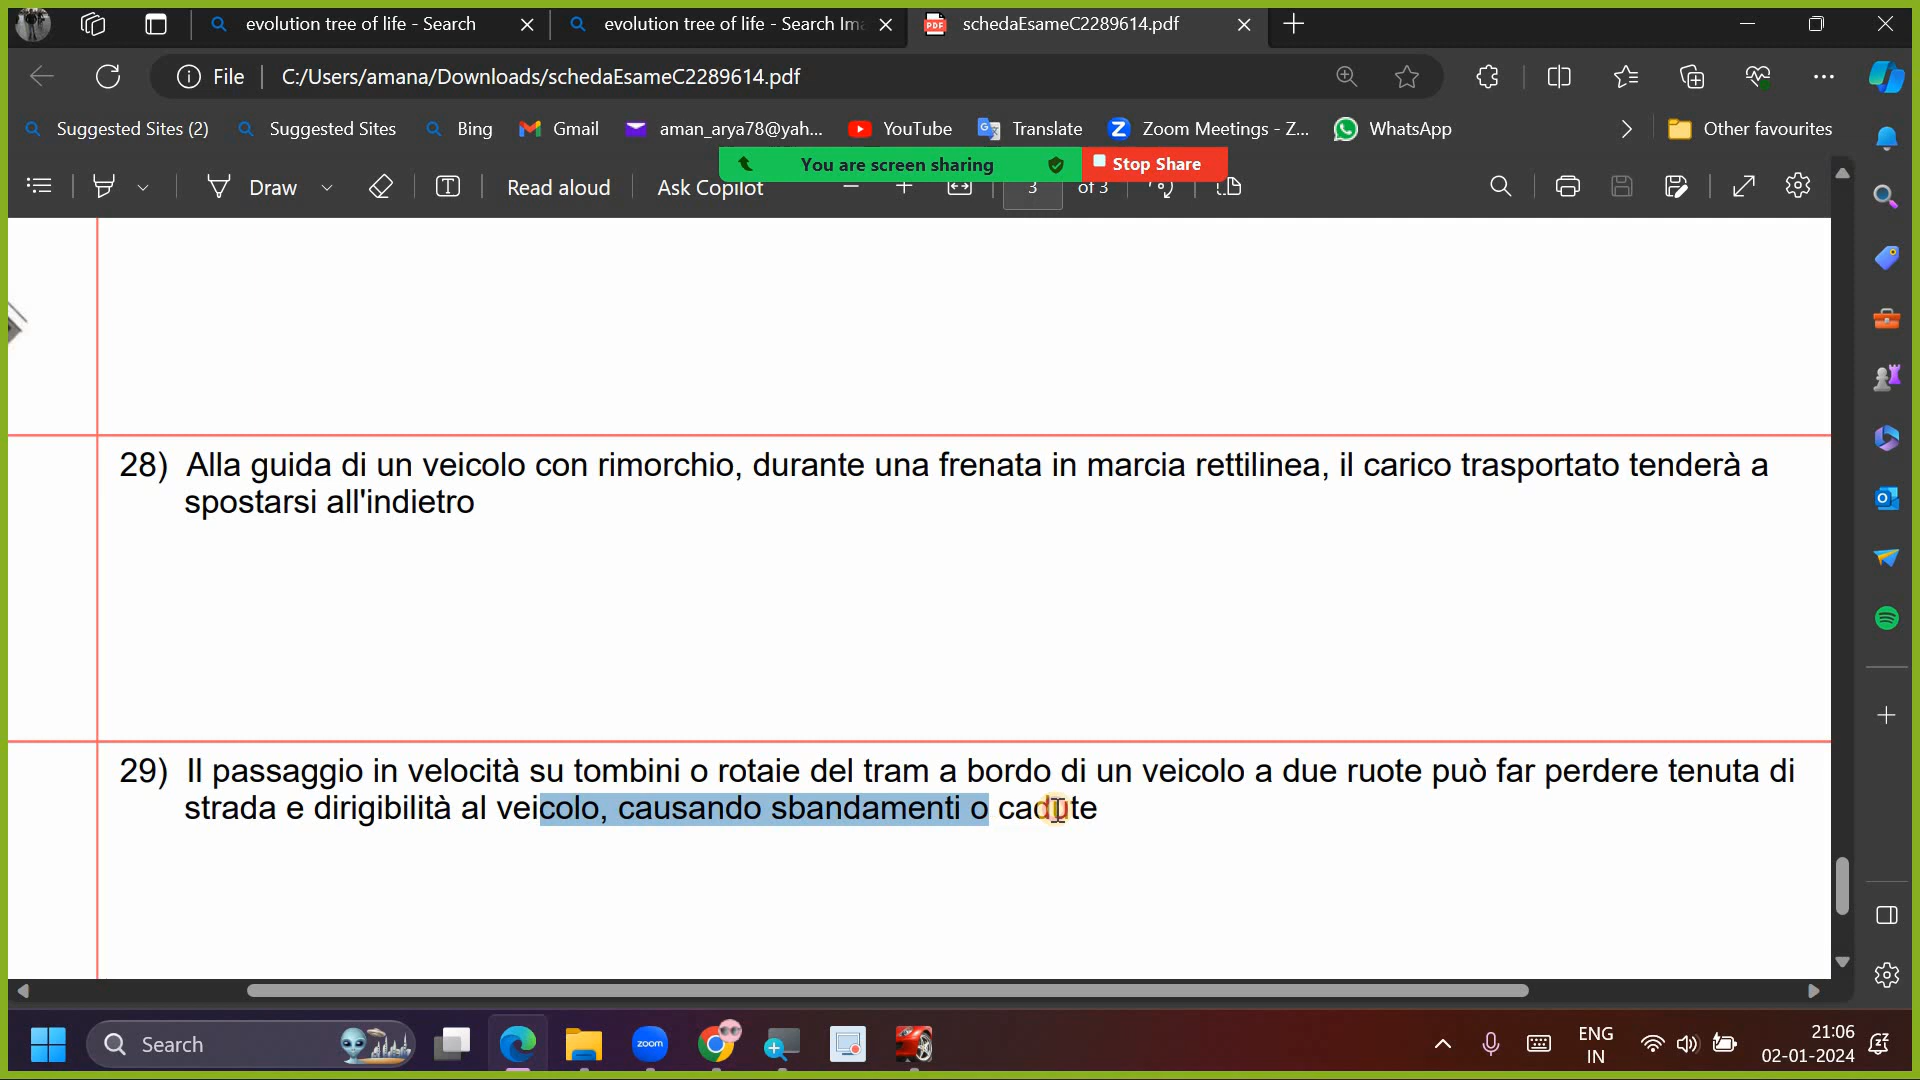 evolution tree of life - Search
evolution tree of life - Search Im
schedaEsameC2289614.pdf
File
C:/Users/amana/Downloads/schedaEsameC2289614.pdf
Suggested Sites (2)
Suggested Sites
Bing
Gmail
aman_arya78@yah...
YouTube
Translate
Zoom Meetings - Z...
WhatsApp
Other favourites
You are screen sharing
Stop Share
Draw
Read aloud
Ask Copilot
3
of 3
28) Alla guida di un veicolo con rimorchio, durante una frenata in marcia rettilinea, il carico trasportato tenderà a
spostarsi all'indietro
29) Il passaggio in velocità su tombini o rotaie del tram a bordo di un veicolo a due ruote può far perdere tenuta di
strada e dirigibilità al veicolo, causando sbandamenti o cadute
Search
zoom
ENG
IN
21:06
02-01-2024